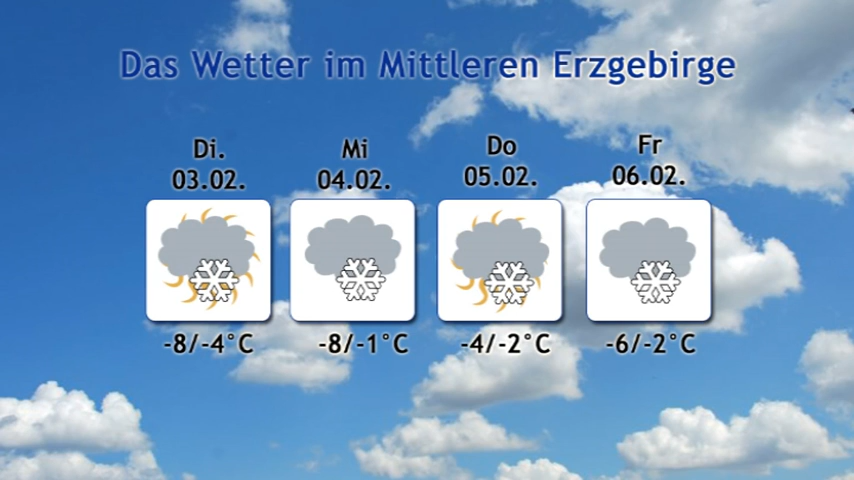 Das Wetter im Mittleren Erzgebirge
Di.
03.02.
Mi
04.02.
Do
05.02.
Fr
06.02.
-8/-4°C
-8/-1°C
-4/-2°C
-6/-2°C